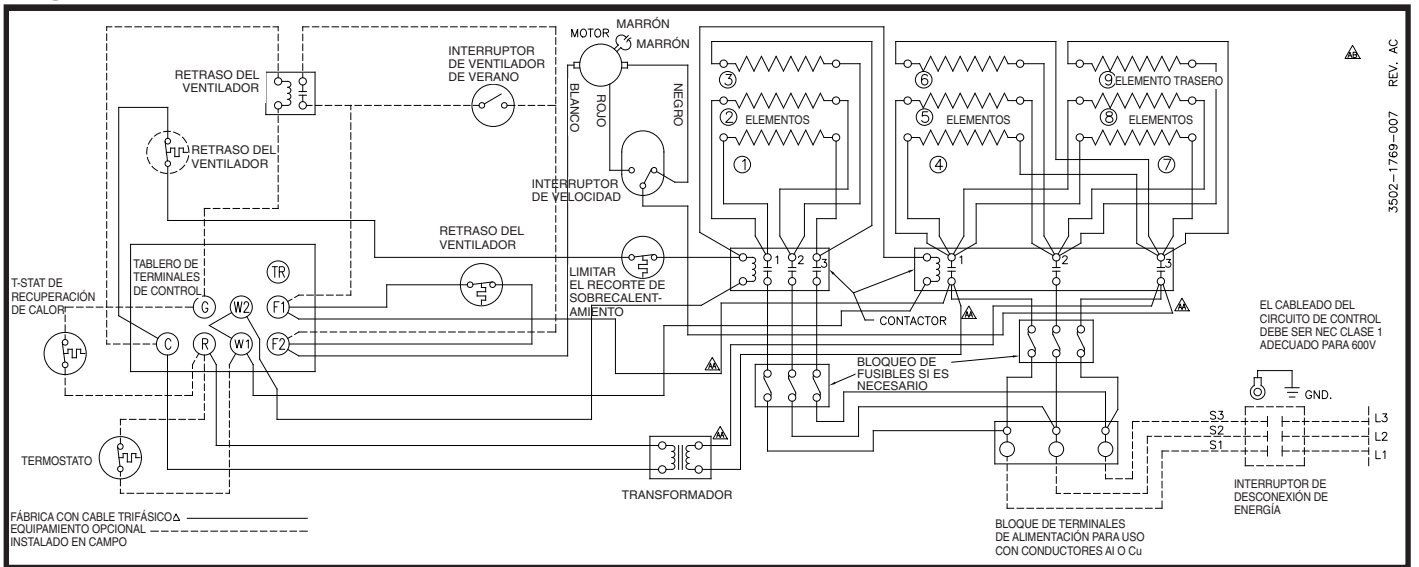 MARRÓN
MOTOR
MARRÓN
INTERRUPTOR
DE VENTILADOR
DE VERANO
RETRASO DEL
VENTILADOR
BLANCO
ROJO
NEGRO
3
2
ELEMENTOS
1
6
5
ELEMENTOS
4
9
ELEMENTO TRASERO
8
ELEMENTOS
7
AB
3502-1769-007 REV. AC
RETRASO DEL
VENTILADOR
INTERRUPTOR
DE VELOCIDAD
RETRASO DEL
VENTILADOR
LIMITAR
EL RECORTE DE
SOBRECALENT-
AMIENTO
1
2
3
1
2
3
CONTACTOR
AA
AA
T-STAT DE
RECUPERACIÓN
DE CALOR
TABLERO DE
TERMINALES
DE CONTROL
TR
G
W2
F1
C
R
W1
F2
AA
BLOQUEO DE
FUSIBLES SI ES
NECESARIO
EL CABLEADO DEL
CIRCUITO DE CONTROL
DEBE SER NEC CLASE 1
ADECUADO PARA 600V
GND.
S3
S2
S1
L3
L2
L1
INTERRUPTOR DE
DESCONEXIÓN DE
ENERGÍA
TERMOSTATO
AA
TRANSFORMADOR
BLOQUE DE TERMINALES
DE ALIMENTACIÓN PARA USO
CON CONDUCTORES Al O Cu
FÁBRICA CON CABLE TRIFÁSICO
EQUIPAMIENTO OPCIONAL
INSTALADO EN CAMPO